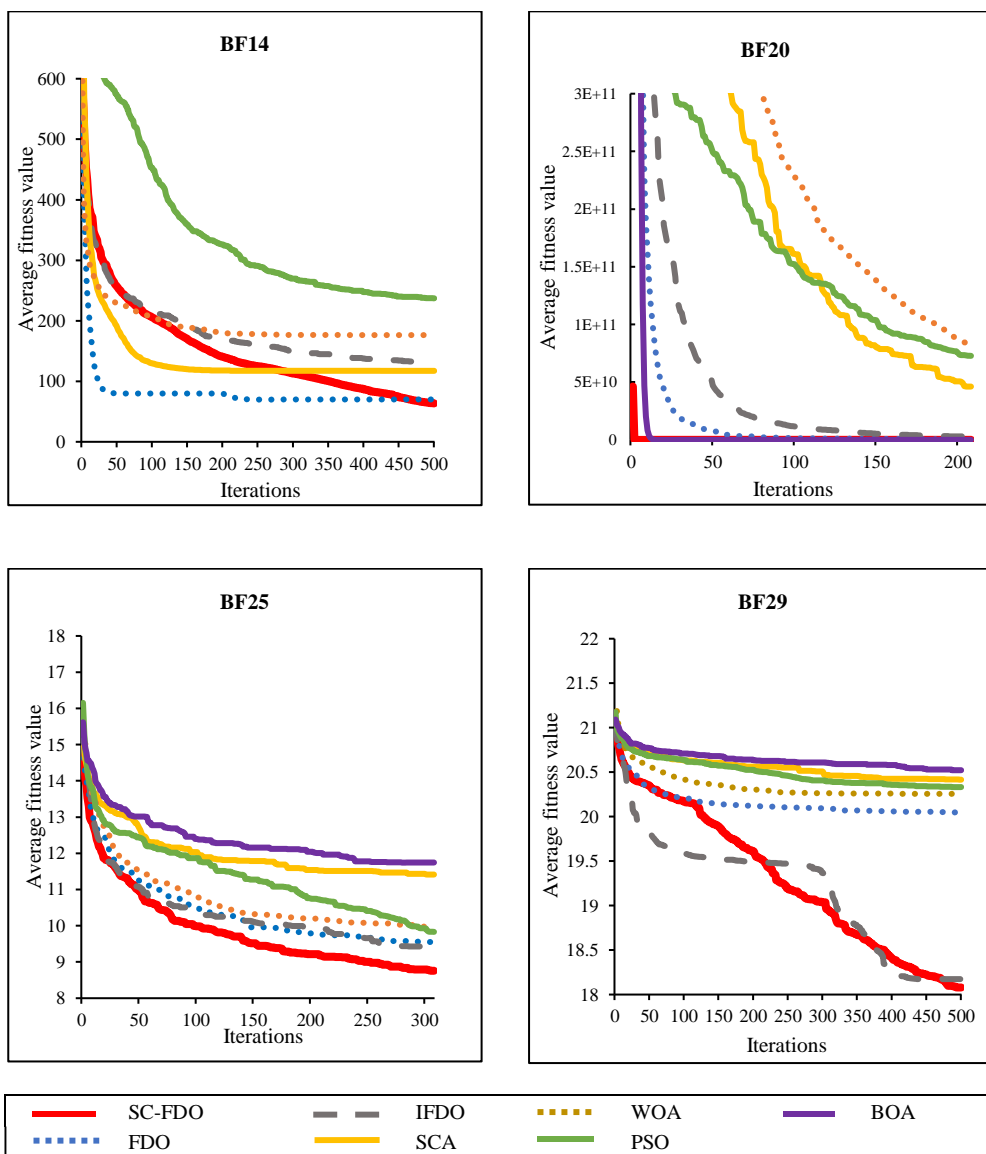 BF14
Average fitness value
600
500
400
300
200
100
0
0 50 100 150 200 250 300 350 400 450 500
Iterations
BF20
Average fitness value
3E+11
2.5E+11
2E+11
1.5E+11
1E+11
5E+10
0
0 50 100 150 200
Iterations
BF25
Average fitness value
18
17
16
15
14
13
12
11
10
9
8
0 50 100 150 200 250 300
Iterations
BF29
Average fitness value
22
21.5
21
20.5
20
19.5
19
18.5
18
0 50 100 150 200 250 300 350 400 450 500
Iterations
SC-FDO IFDO WOA BOA
FDO SCA PSO